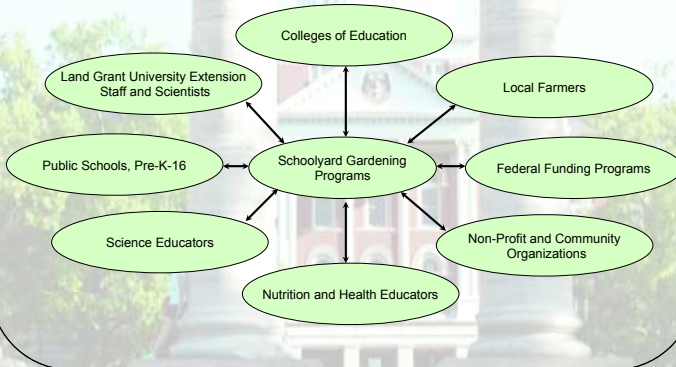 Colleges of Education
Land Grant University Extension
Staff and Scientists
Local Farmers
Public Schools, Pre-K-16
Schoolyard Gardening
Programs
Federal Funding Programs
Science Educators
Non-Profit and Community
Organizations
Nutrition and Health Educators